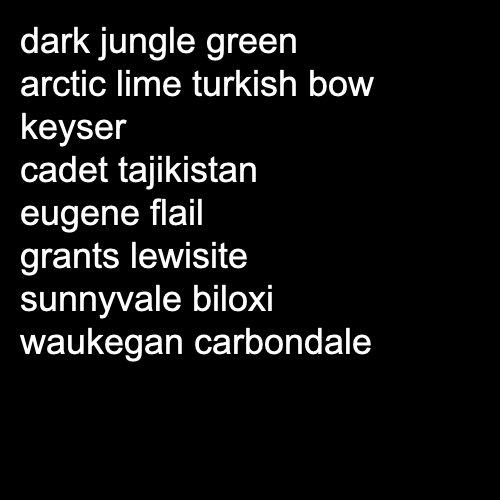 dark jungle green
arctic lime turkish bow
keyser
cadet tajikistan
eugene flail
grants lewisite
sunnyvale biloxi
waukegan carbondale